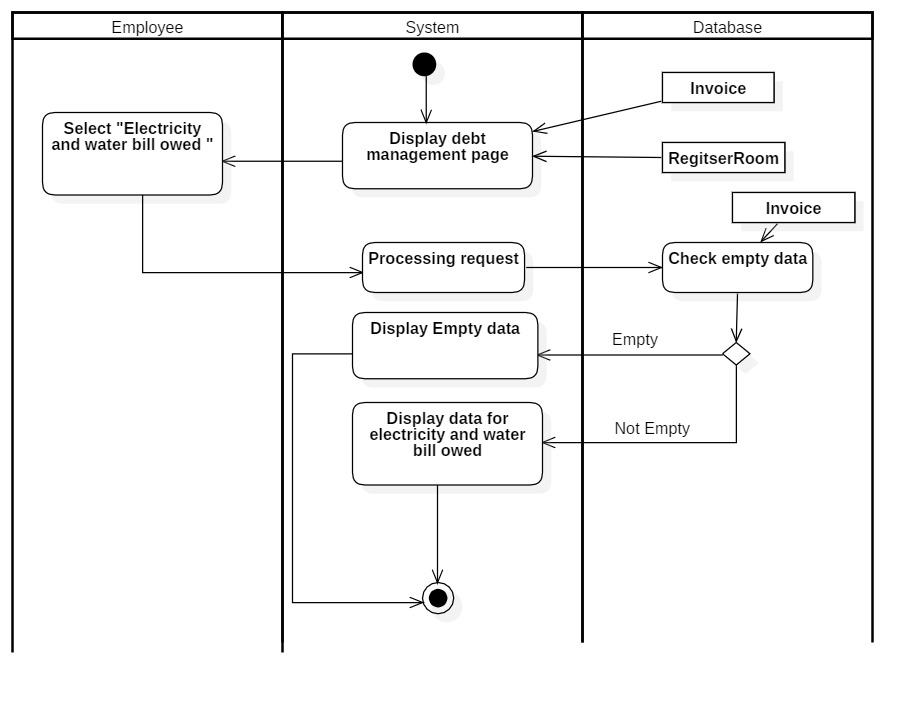 Employee
System
Database
Invoice
Select "Electricity
and water bill owed "
Display debt
management page
RegitserRoom
Invoice
Processing request
Check empty data
Display Empty data
Empty
Display data for
electricity and water
bill owed
Not Empty